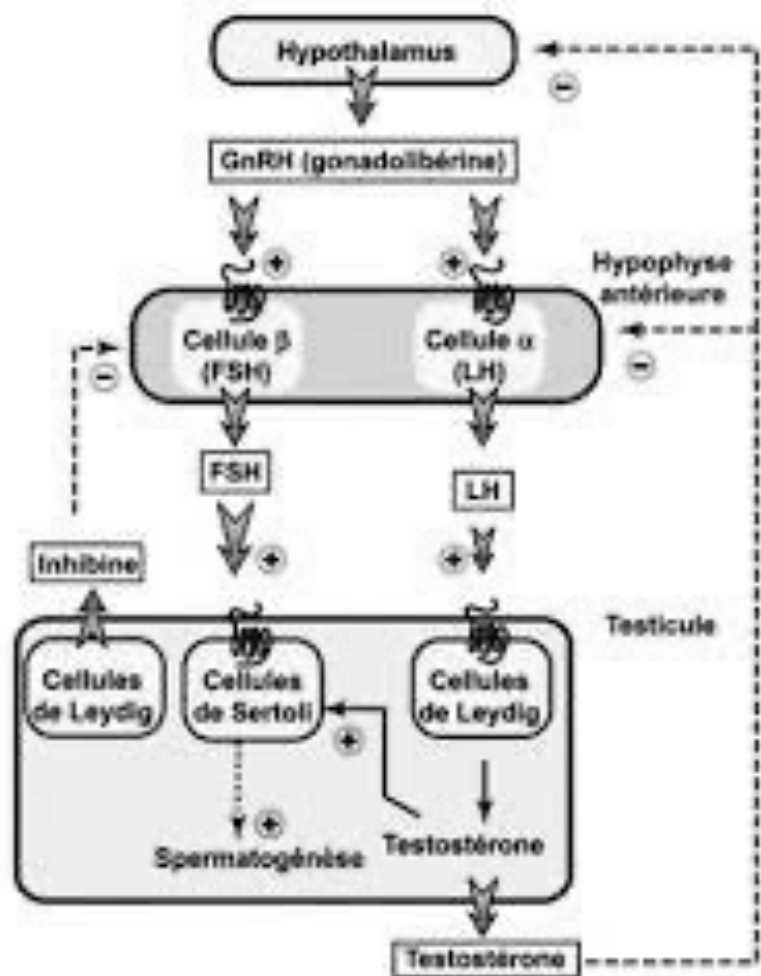 Hypothalamus
−
GnRH (gonadolibérine)
+
+
Hypophyse
antérieure
Cellule β
(FSH)
Cellule α
(LH)
−
−
FSH
LH
+
+
Inhibine
Testicule
Cellules
de Leydig
Cellules
de Sertoli
Cellules
de Leydig
+
+
Spermatogénèse
Testostérone
Testostérone